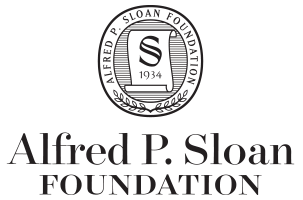 ALFRED P. SLOAN FOUNDATION
S
1934
Alfred P. Sloan
FOUNDATION